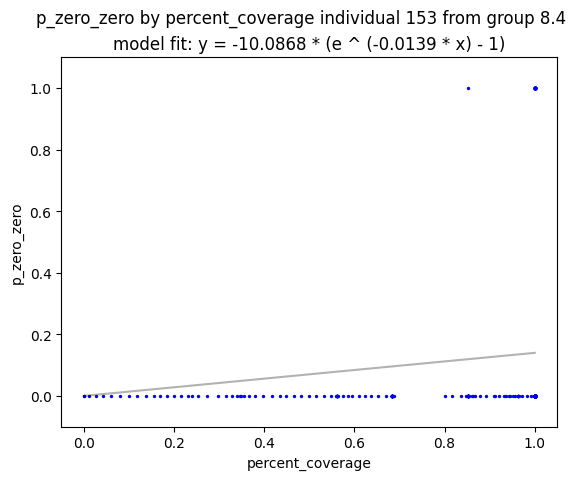 p_zero_zero by percent_coverage individual 153 from group 8.4
model fit: y = -10.0868 * (e ^ (-0.0139 * x) - 1)
1.0
0.8
0.6
0.4
0.2
0.0
p_zero_zero
0.0 0.2 0.4 0.6 0.8 1.0
percent_coverage